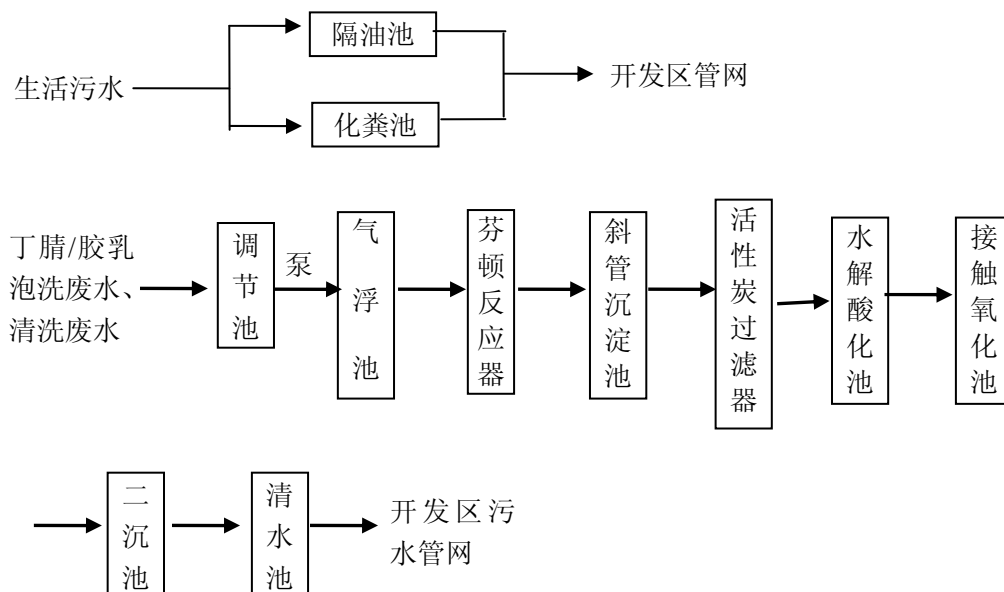 隔油池
生活污水
开发区管网
化粪池
丁腈/胶乳
泡洗废水、
清洗废水
调节池
泵
气浮池
芬顿反应器
斜管沉淀池
活性炭过滤器
水解酸化池
接触氧化池
二沉池
清水池
开发区污
水管网